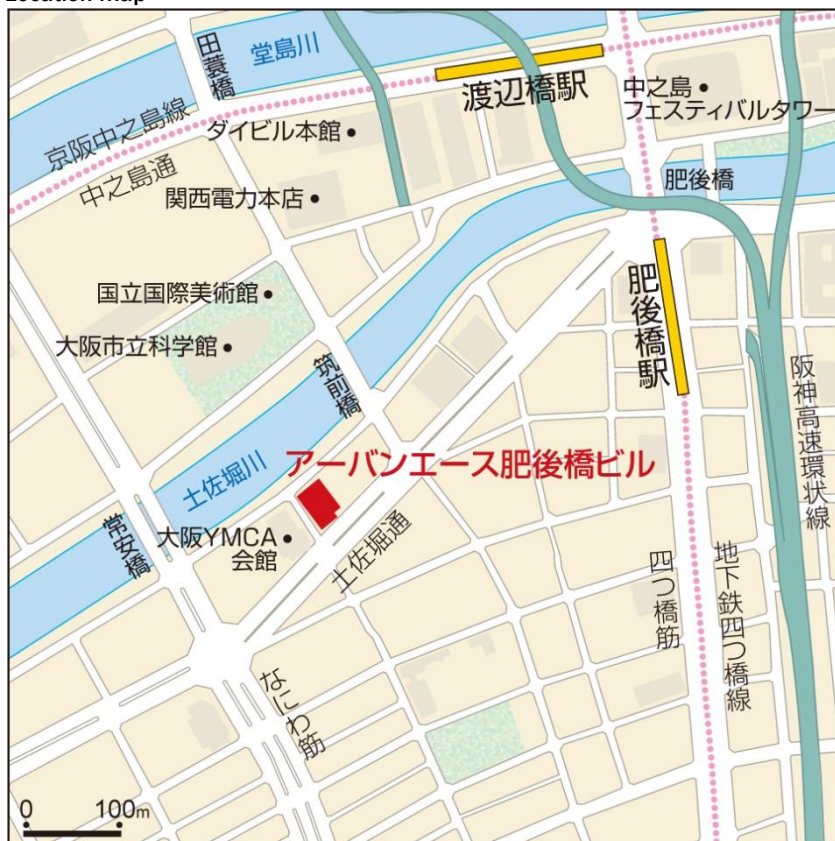 Location Map
田蓑橋
堂島川
渡辺橋駅
中之島
フェスティバルタワー
京阪中之島線
ダイビル本館
中之島通
関西電力本店
肥後橋
国立国際美術館
大阪市立科学館
肥後橋駅
筑前橋
阪神高速環状線
アーバンエース肥後橋ビル
土佐堀川
常安橋
大阪YMCA
会館
土佐堀通
四つ橋筋
地下鉄四つ橋線
なにわ筋
0 100m